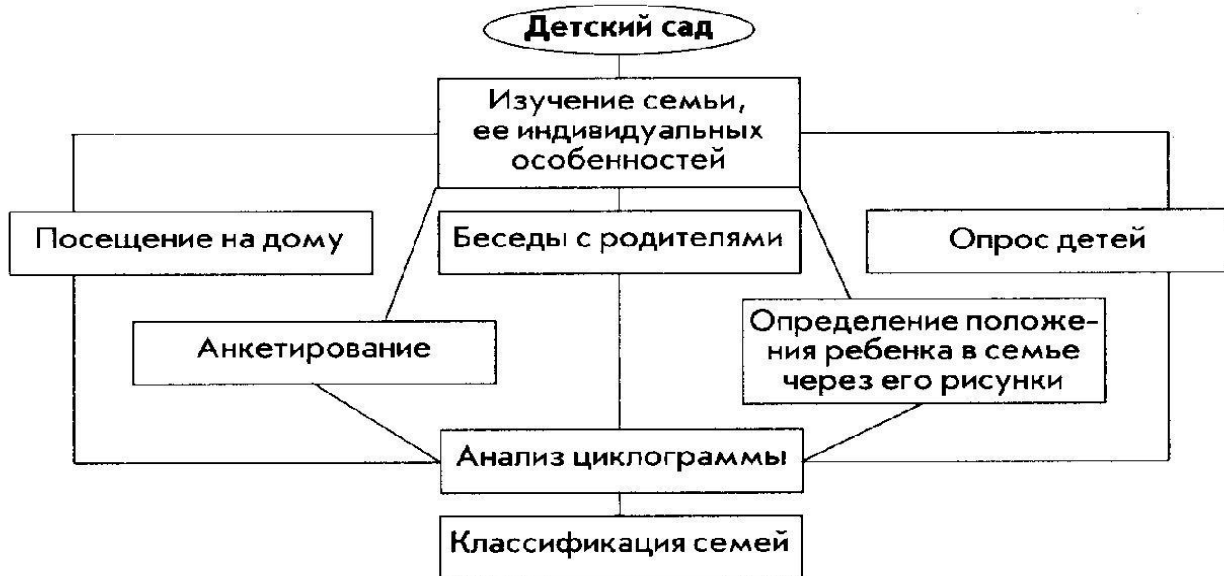 Детский сад
Изучение семьи,
ее индивидуальных
особенностей
Посещение на дому
Беседы с родителями
Опрос детей
Анкетирование
Определение положе-
ния ребенка в семье
через его рисунки
Анализ циклограммы
Классификация семей